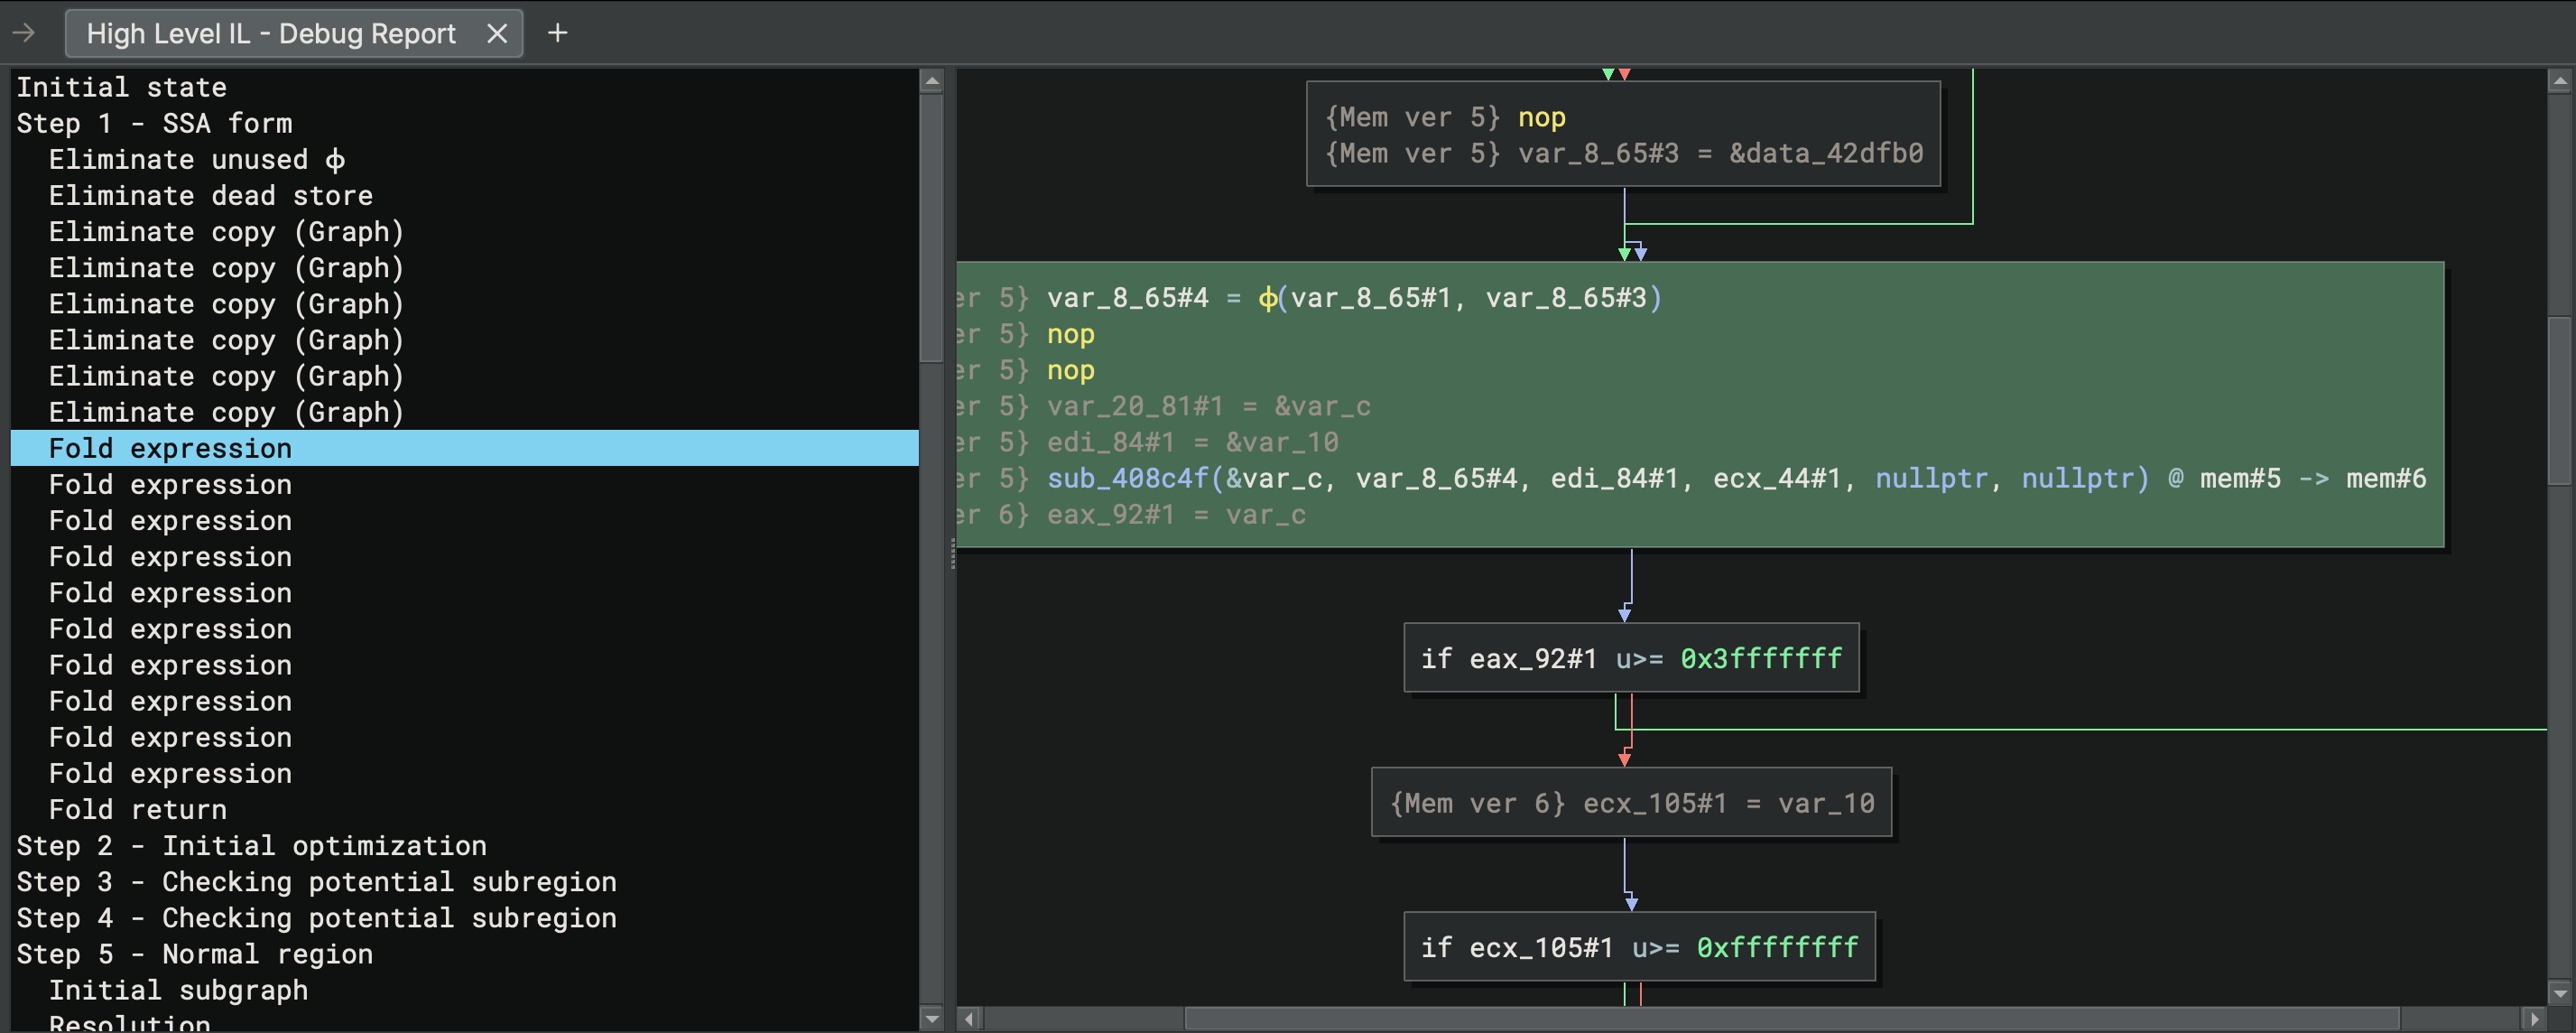 High Level IL - Debug Report
Initial state
Step 1 - SSA form
Eliminate unused ϕ
Eliminate dead store
Eliminate copy (Graph)
Eliminate copy (Graph)
Eliminate copy (Graph)
Eliminate copy (Graph)
Eliminate copy (Graph)
Eliminate copy (Graph)
Fold expression
Fold expression
Fold expression
Fold expression
Fold expression
Fold expression
Fold expression
Fold expression
Fold expression
Fold expression
Fold return
Step 2 - Initial optimization
Step 3 - Checking potential subregion
Step 4 - Checking potential subregion
Step 5 - Normal region
Initial subgraph
Resolution
{Mem ver 5} nop
{Mem ver 5} var_8_65#3 = &data_42dfb0
er 5} var_8_65#4 = ϕ(var_8_65#1, var_8_65#3)
er 5} nop
er 5} nop
er 5} var_20_81#1 = &var_c
er 5} edi_84#1 = &var_10
er 5} sub_408c4f(&var_c, var_8_65#4, edi_84#1, ecx_44#1, nullptr, nullptr) @ mem#5 -> mem#6
er 6} eax_92#1 = var_c
if eax_92#1 u>= 0x3fffffff
{Mem ver 6} ecx_105#1 = var_10
if ecx_105#1 u>= 0xffffffff